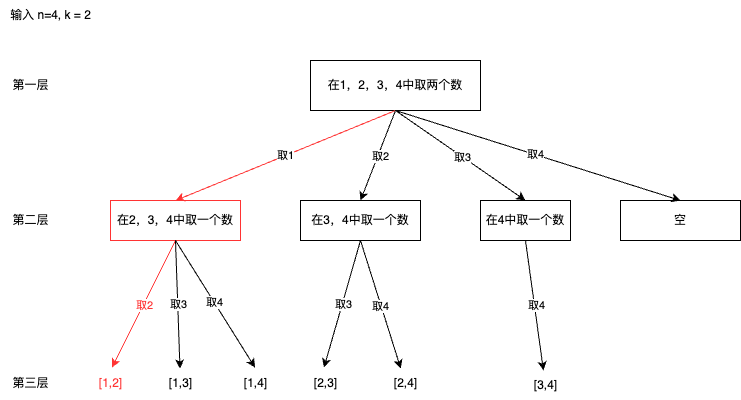 输入 n=4, k = 2
第一层
在1，2，3，4中取两个数
取1
取2
取3
取4
第二层
在2，3，4中取一个数
在3，4中取一个数
在4中取一个数
空
取2
取3
取4
取3
取4
取4
第三层
[1,2]
[1,3]
[1,4]
[2,3]
[2,4]
[3,4]